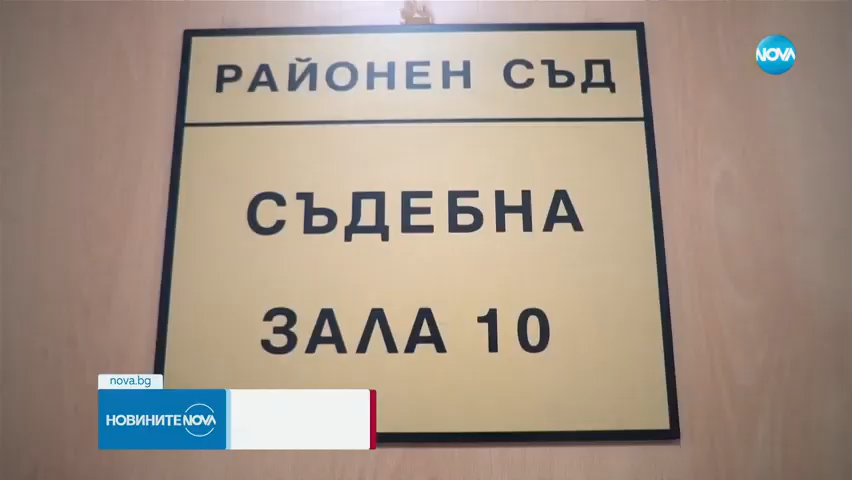 NOVA
РАЙОНЕН СЪД
СЪДЕБНА
ЗАЛА 10
nova.bg
НОВИНИТЕ NOVA